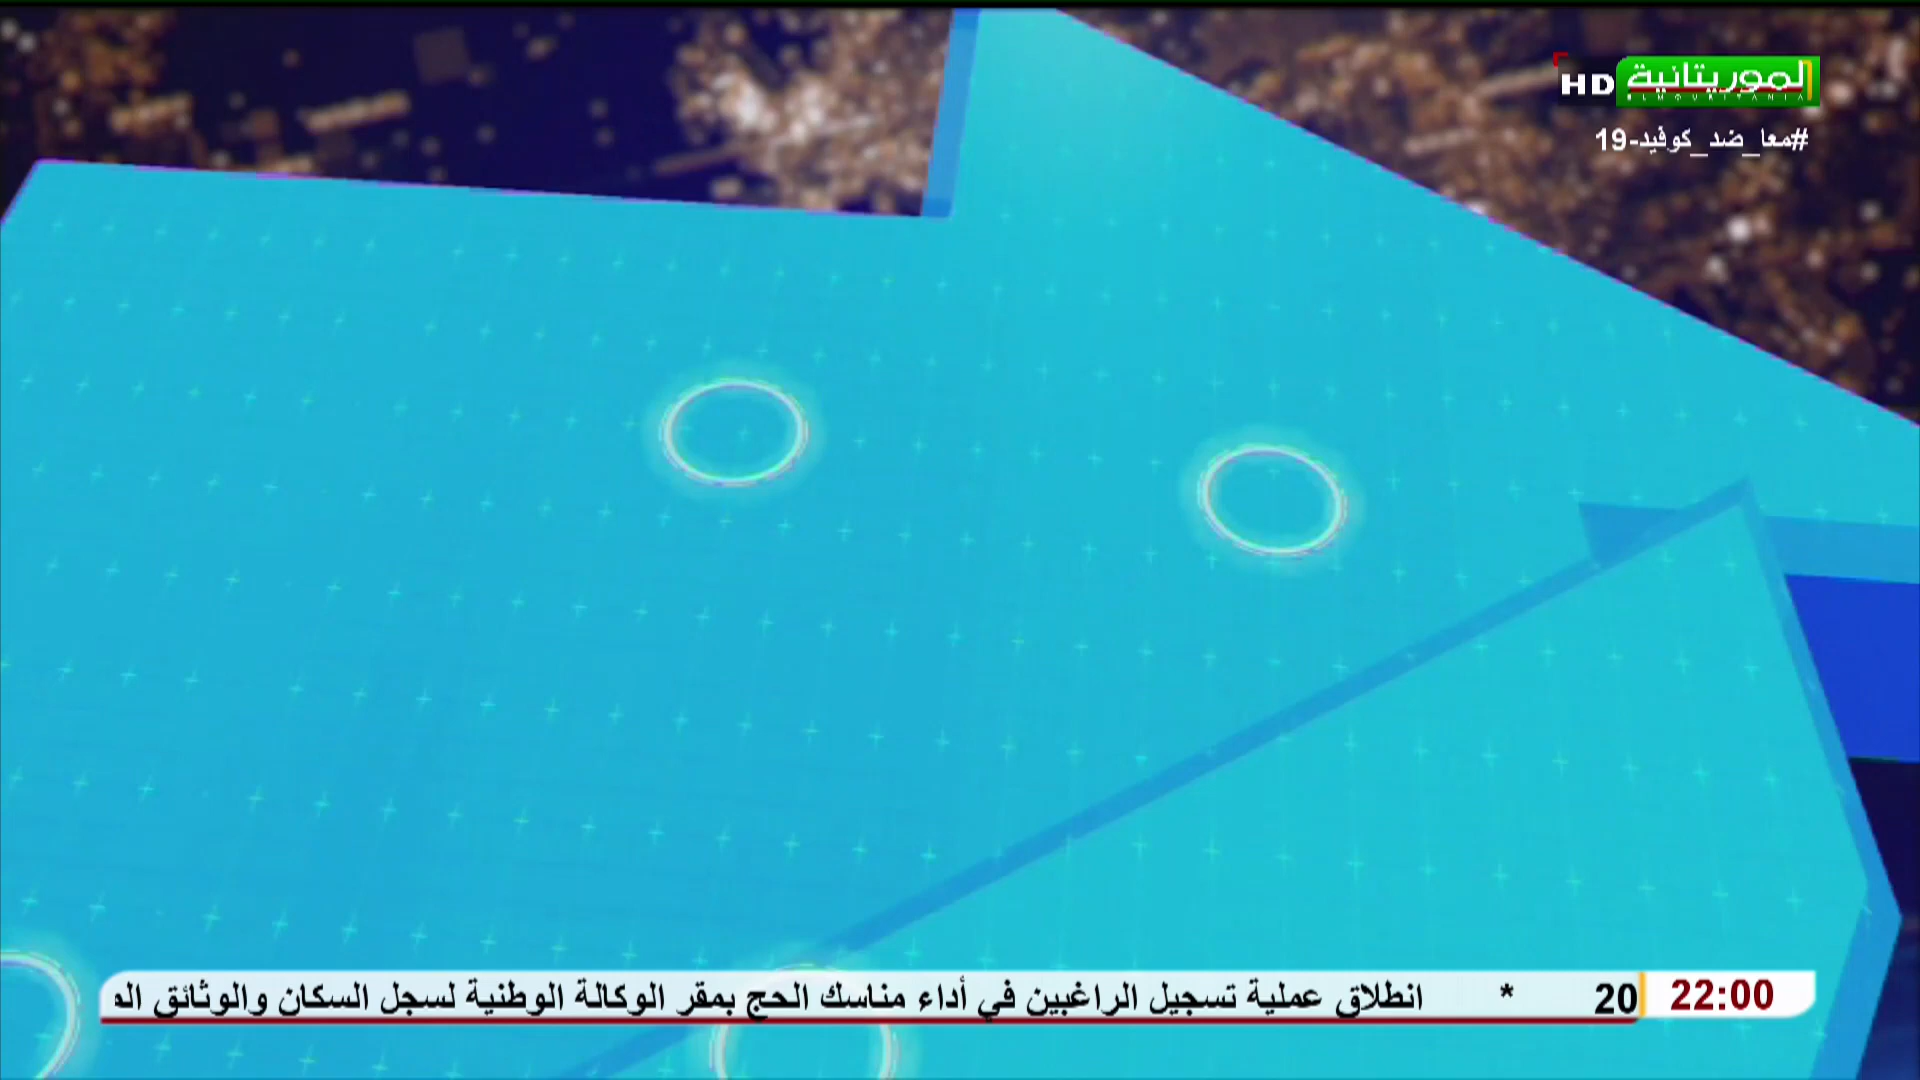 HD الموريتانية
ELMOURITANIA
#معا_ضد_كوفيد-19
22:00
20 * انطلاق عملية تسجيل الراغبين في أداء مناسك الحج بمقر الوكالة الوطنية لسجل السكان والوثائق